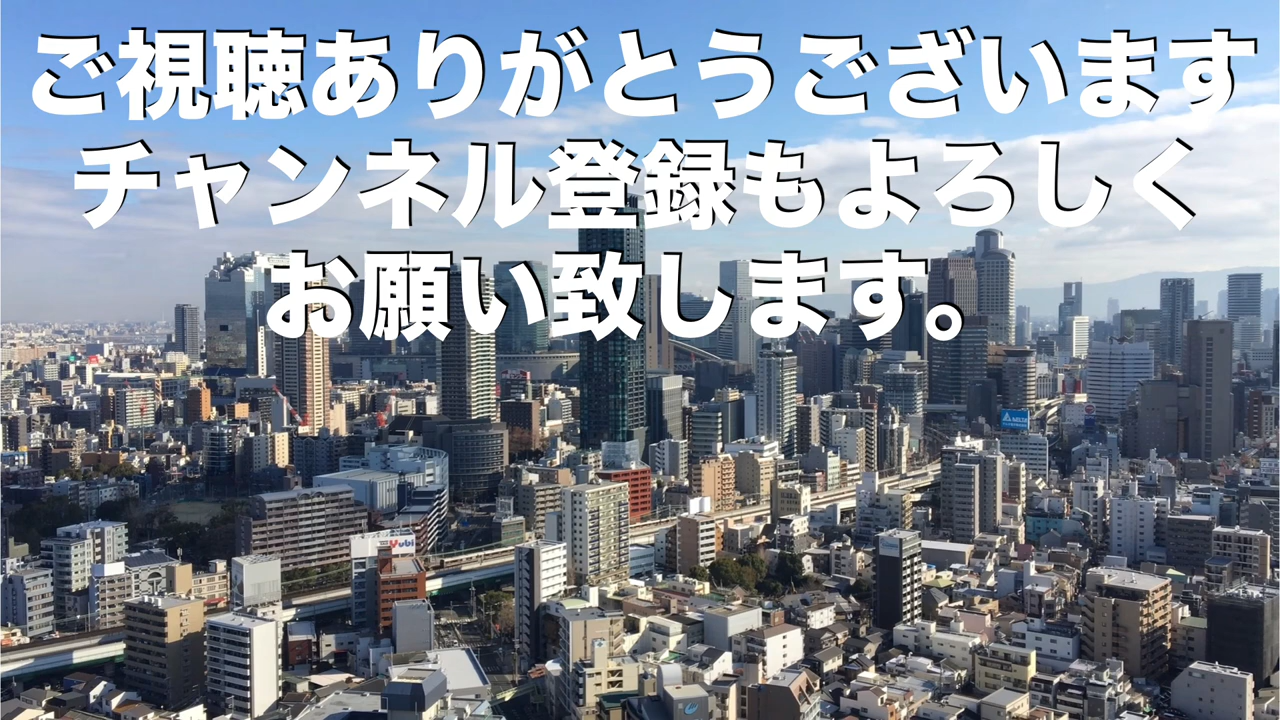 ご視聴ありがとうございます
チャンネル登録もよろしく
お願い致します。
Yubi